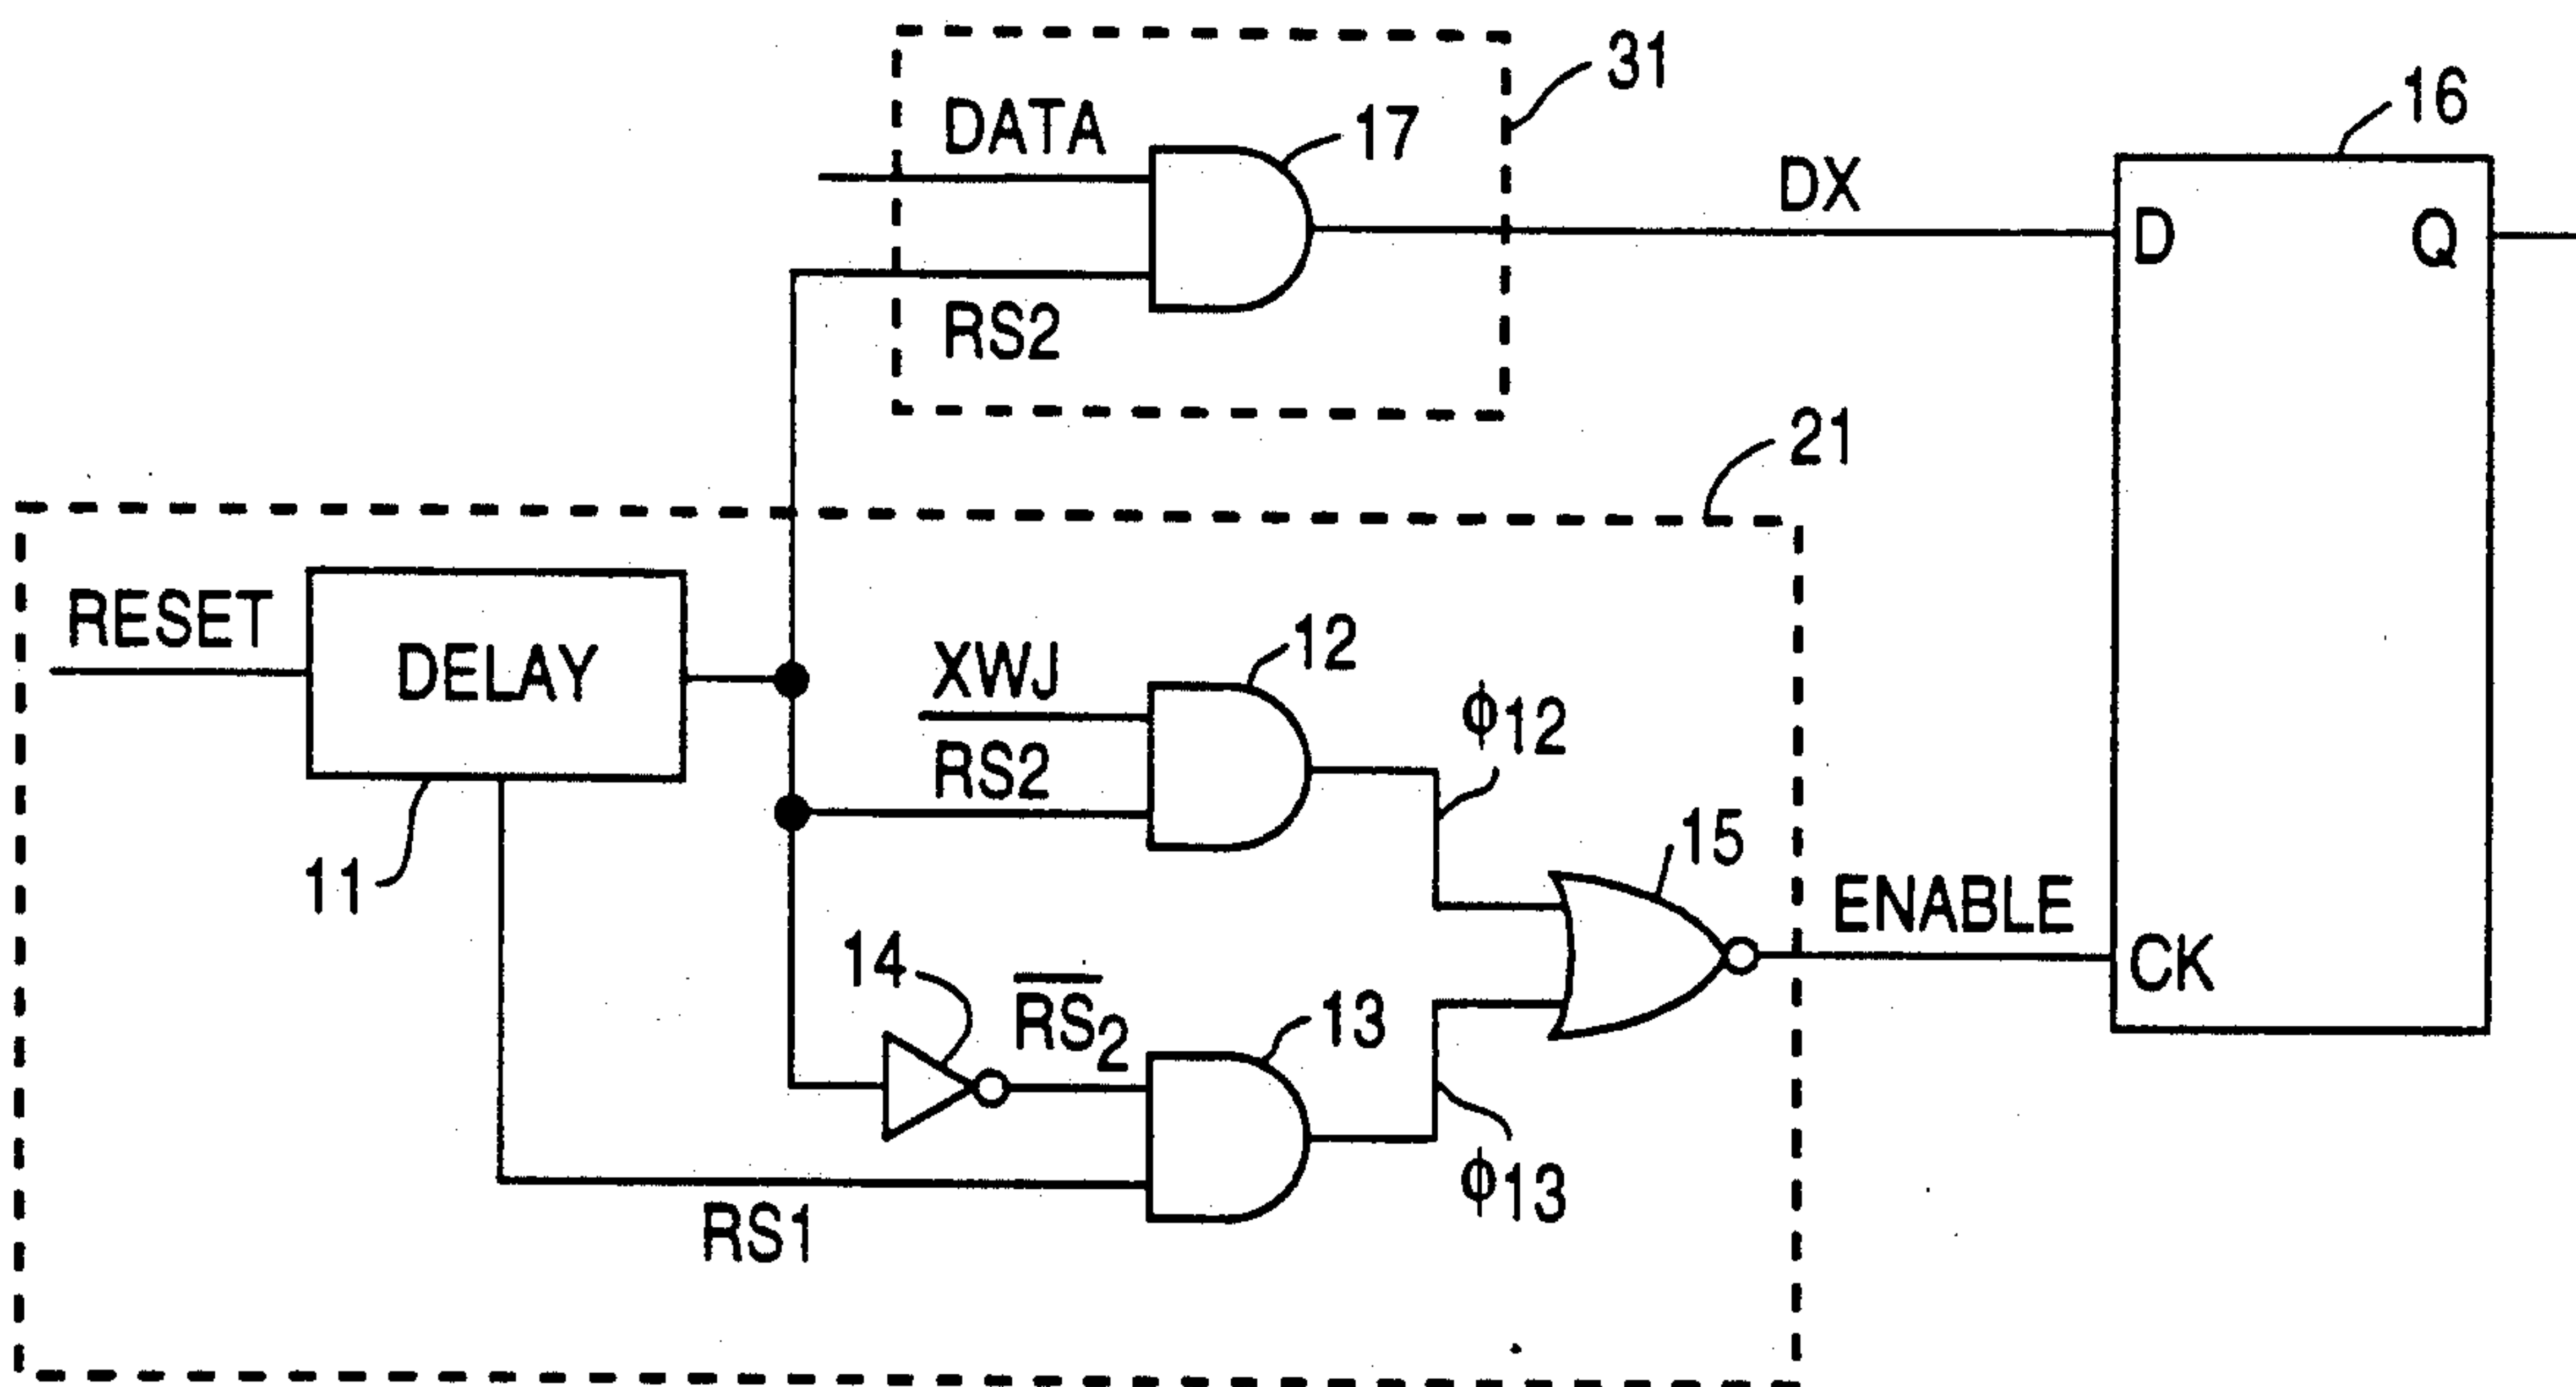 31
16
DATA
17
DX
D
Q
RS2
21
RESET
DELAY
XWJ
12
ϕ12
RS2
11
15
ENABLE
14
R̅S̅2
13
CK
ϕ13
RS1